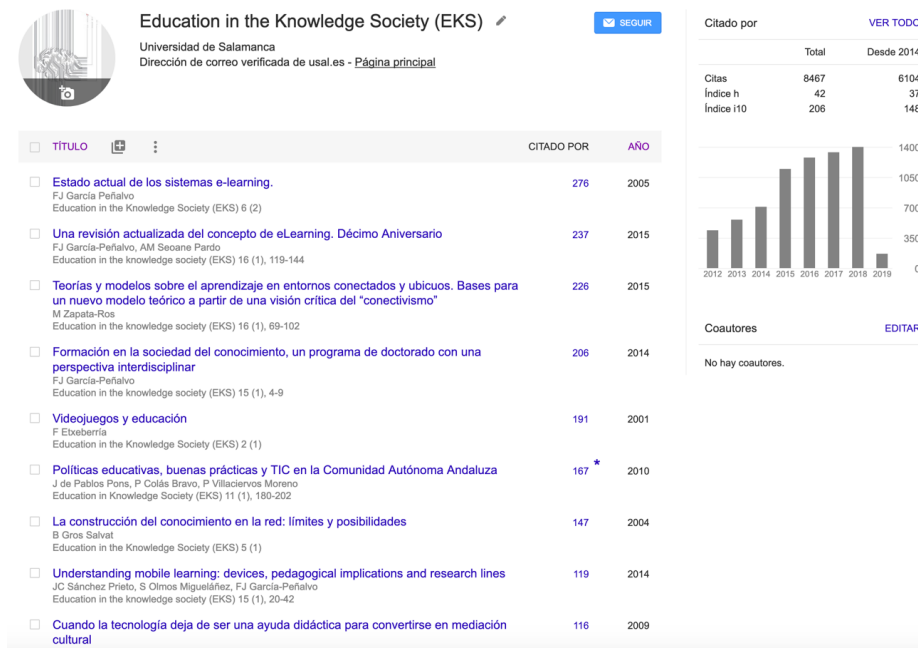 Education in the Knowledge Society (EKS)
SEGUIR
Universidad de Salamanca
Dirección de correo verificada de usal.es - Página principal
TÍTULO
CITADO POR
AÑO
Estado actual de los sistemas e-learning.
276
2005
FJ García Peñalvo
Education in the Knowledge Society (EKS) 6 (2)
Una revisión actualizada del concepto de eLearning. Décimo Aniversario
237
2015
FJ García-Peñalvo, AM Seoane Pardo
Education in the knowledge society (EKS) 16 (1), 119-144
Teorías y modelos sobre el aprendizaje en entornos conectados y ubicuos. Bases para
226
2015
un nuevo modelo teórico a partir de una visión crítica del “conectivismo”
M Zapata-Ros
Education in the knowledge society (EKS) 16 (1), 69-102
Formación en la sociedad del conocimiento, un programa de doctorado con una
206
2014
perspectiva interdisciplinar
FJ García-Peñalvo
Education in the knowledge society (EKS) 15 (1), 4-9
Videojuegos y educación
191
2001
F Etxeberría
Education in the Knowledge Society (EKS) 2 (1)
Políticas educativas, buenas prácticas y TIC en la Comunidad Autónoma Andaluza
167 *
2010
J de Pablos Pons, P Colás Bravo, P Villaciervos Moreno
Education in Knowledge Society (EKS) 11 (1), 180-202
La construcción del conocimiento en la red: límites y posibilidades
147
2004
B Gros Salvat
Education in the Knowledge Society (EKS) 5 (1)
Understanding mobile learning: devices, pedagogical implications and research lines
119
2014
JC Sánchez Prieto, S Olmos Migueláñez, FJ García-Peñalvo
Education in the knowledge society (EKS) 15 (1), 20-42
Cuando la tecnología deja de ser una ayuda didáctica para convertirse en mediación
116
2009
cultural
Citado por
VER TODO
Total
Desde 2014
Citas
8467
6104
Índice h
42
37
Índice i10
206
148
1400
1050
700
350
0
2012 2013 2014 2015 2016 2017 2018 2019
Coautores
EDITAR
No hay coautores.